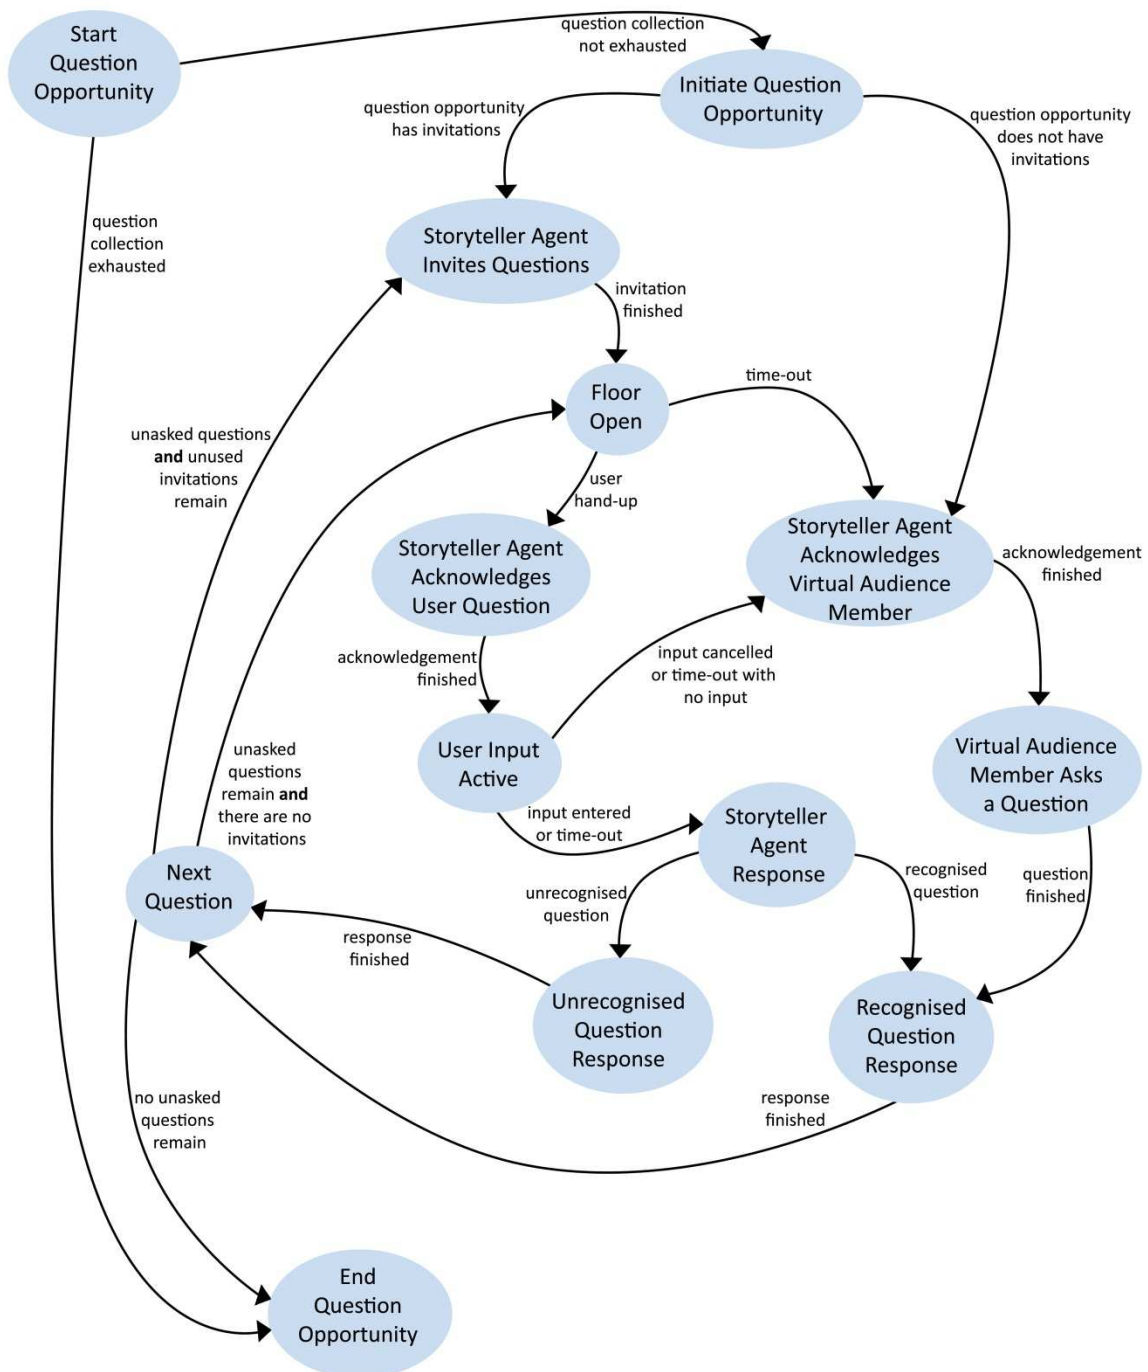 Start
Question
Opportunity
question collection
not exhausted
Initiate Question
Opportunity
question opportunity
has invitations
question opportunity
does not have
invitations
question
collection
exhausted
Storyteller Agent
Invites Questions
invitation
finished
Floor
Open
time-out
unasked questions
and unused
invitations
remain
user
hand-up
Storyteller Agent
Acknowledges
User Question
Storyteller Agent
Acknowledges
Virtual Audience
Member
acknowledgement
finished
acknowledgement
finished
input cancelled
or time-out with
no input
User Input
Active
Virtual Audience
Member Asks
a Question
unasked
questions
remain and
there are no
invitations
input entered
or time-out
Storyteller
Agent
Response
Next
Question
unrecognised
question
recognised
question
question
finished
response
finished
Unrecognised
Question
Response
Recognised
Question
Response
no unasked
questions
remain
response
finished
End
Question
Opportunity